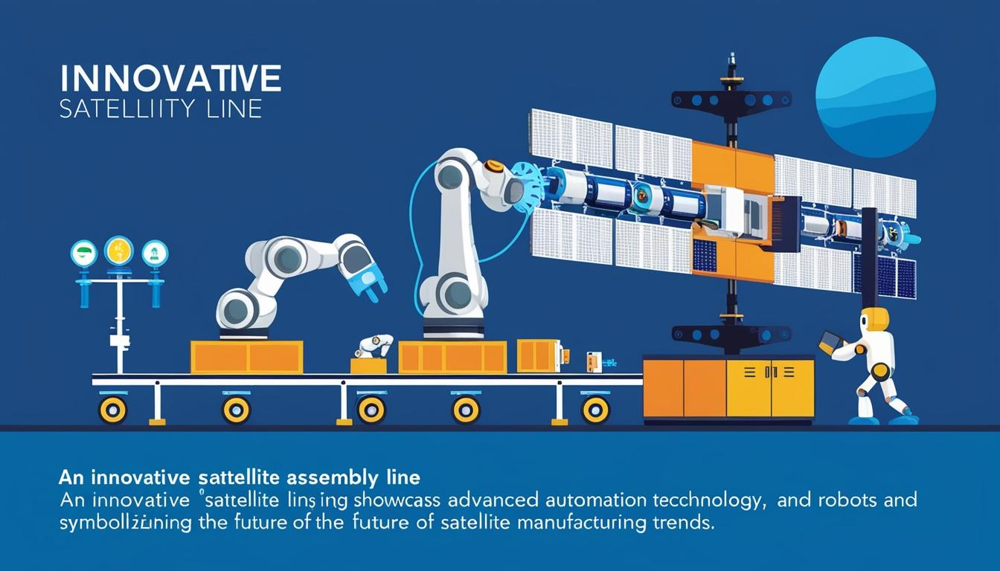 INNOVATIVE
SATELLIITY LINE
An innovative sattellite assembly line
An innovative sattellite lins ing showcass advanced automation tecchnology, and robots and
the future of the future of satellite manufacturing trends.